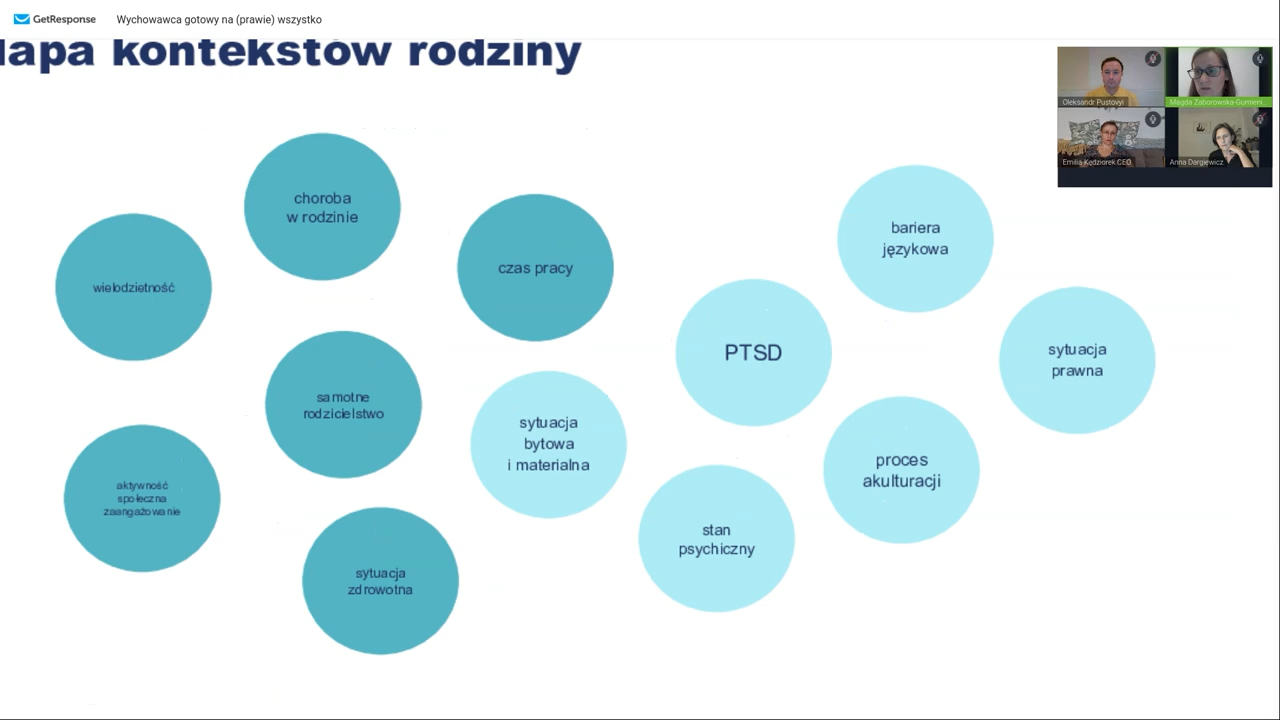 GetResponse
Wychowawca gotowy na (prawie) wszystko
apa kontekstów rodziny
Oleksandr Pustovyi
Magda Zaborowska-Gurmeni...
Emilia Kędziorek CEO
Anna Dargiewicz
choroba
w rodzinie
wielodzietność
czas pracy
samotne
rodzicielstwo
aktywność
społeczna
zaangażowanie
sytuacja
zdrowotna
bariera
językowa
PTSD
sytuacja
prawna
sytuacja
bytowa
i materialna
proces
akulturacji
stan
psychiczny